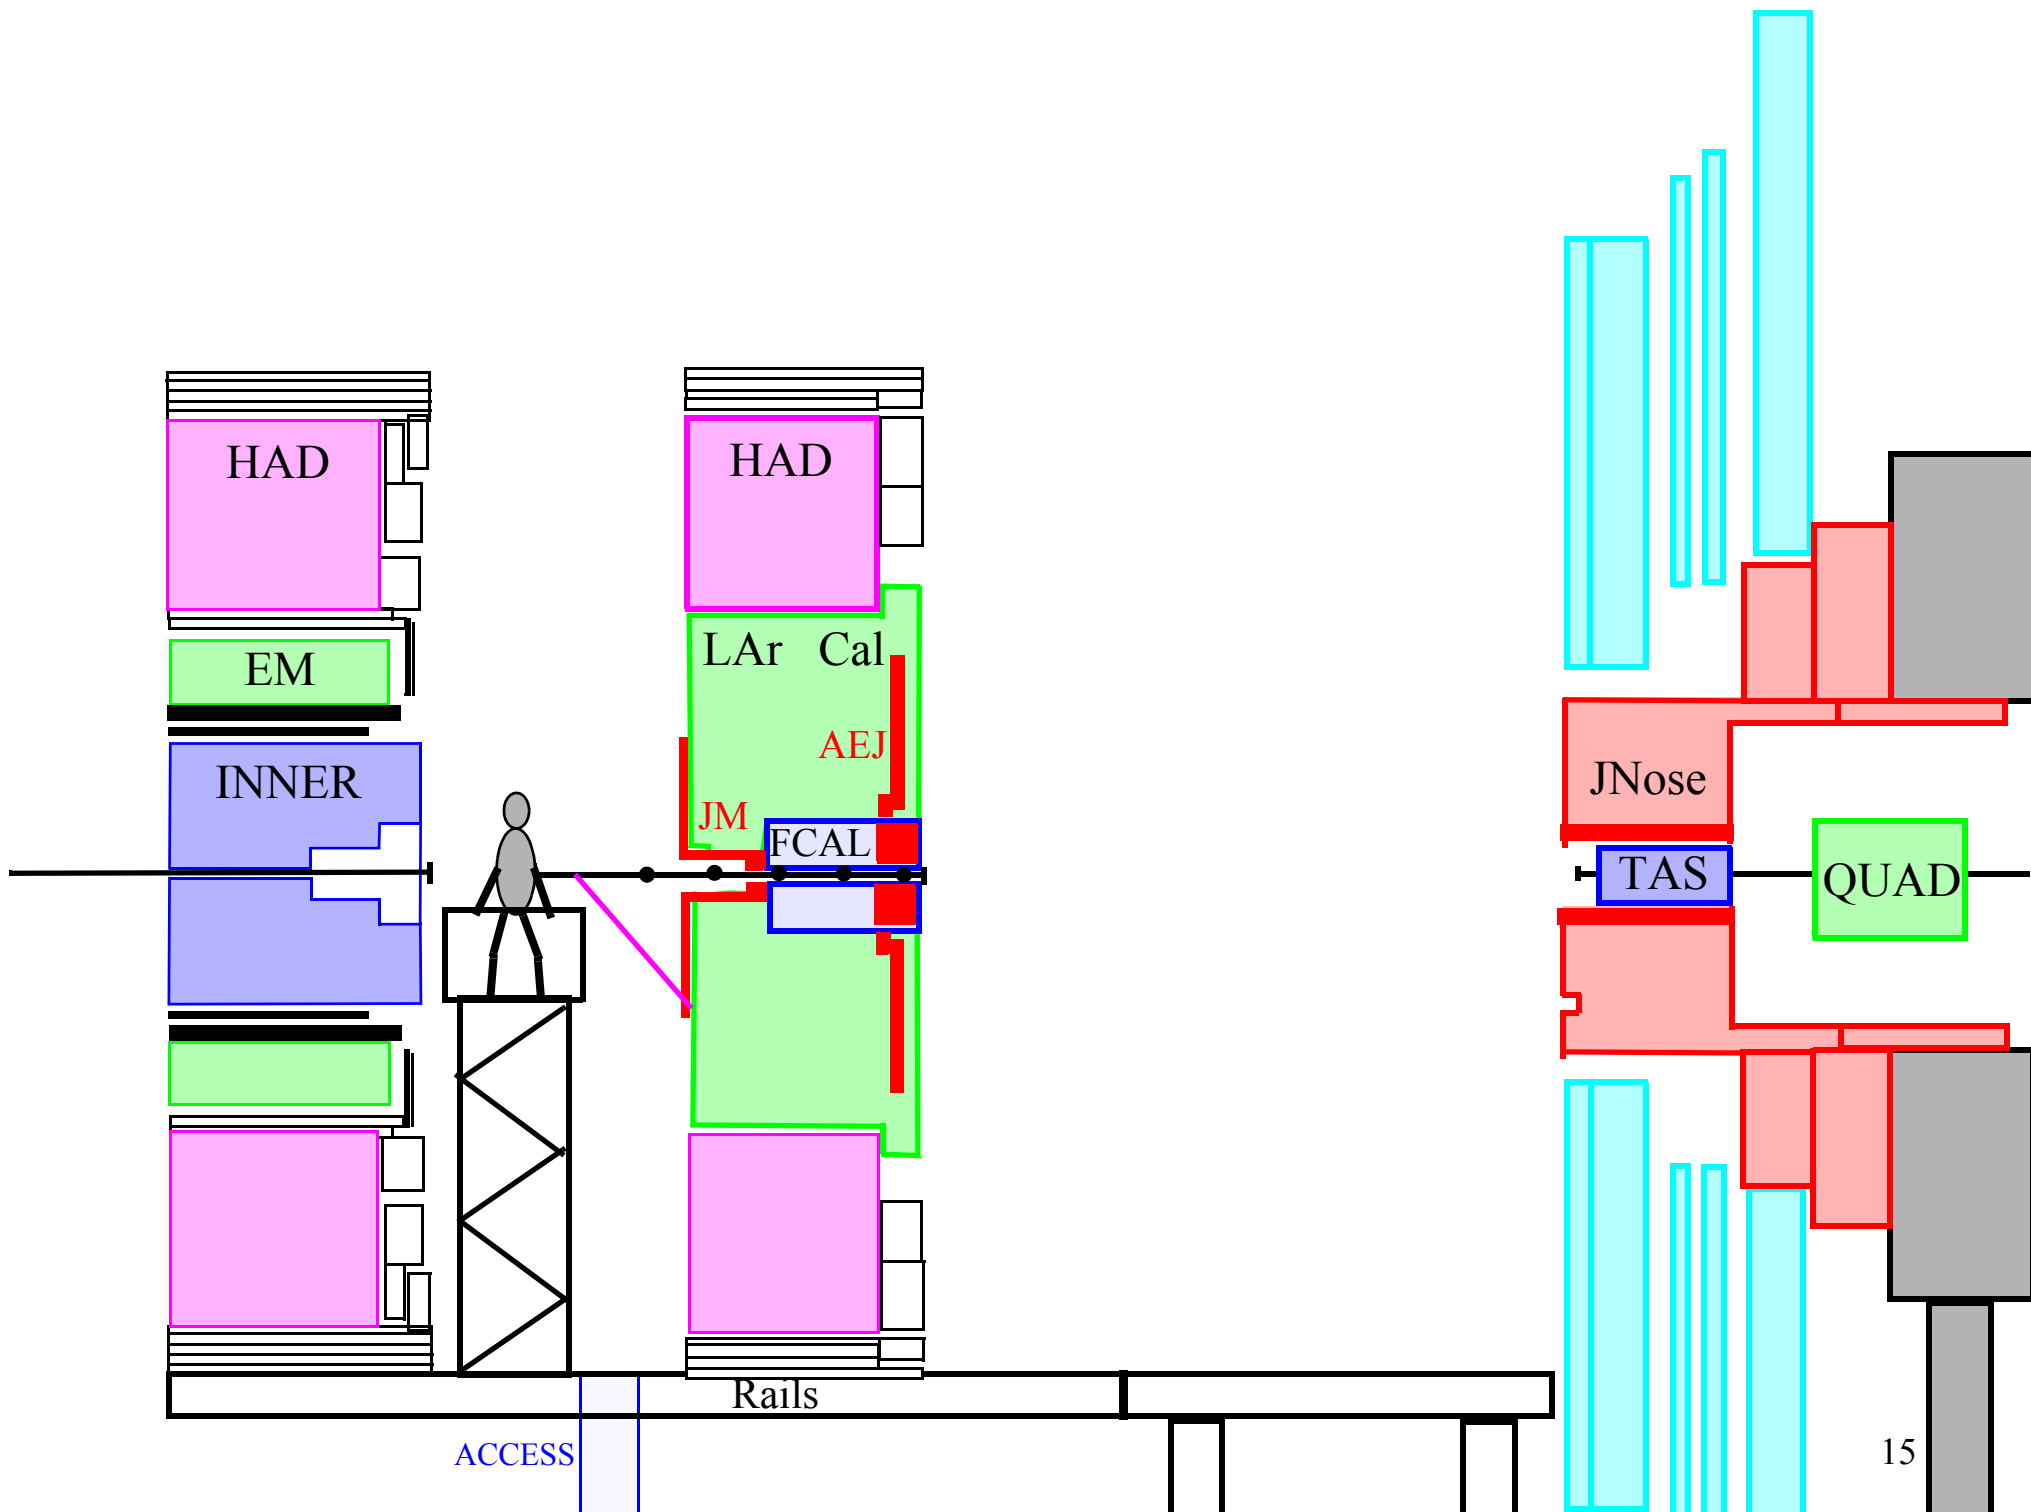 HAD
HAD
EM
LAr Cal
INNER
AEJ
JM
FCAL
JNose
TAS
QUAD
Rails
ACCESS
15